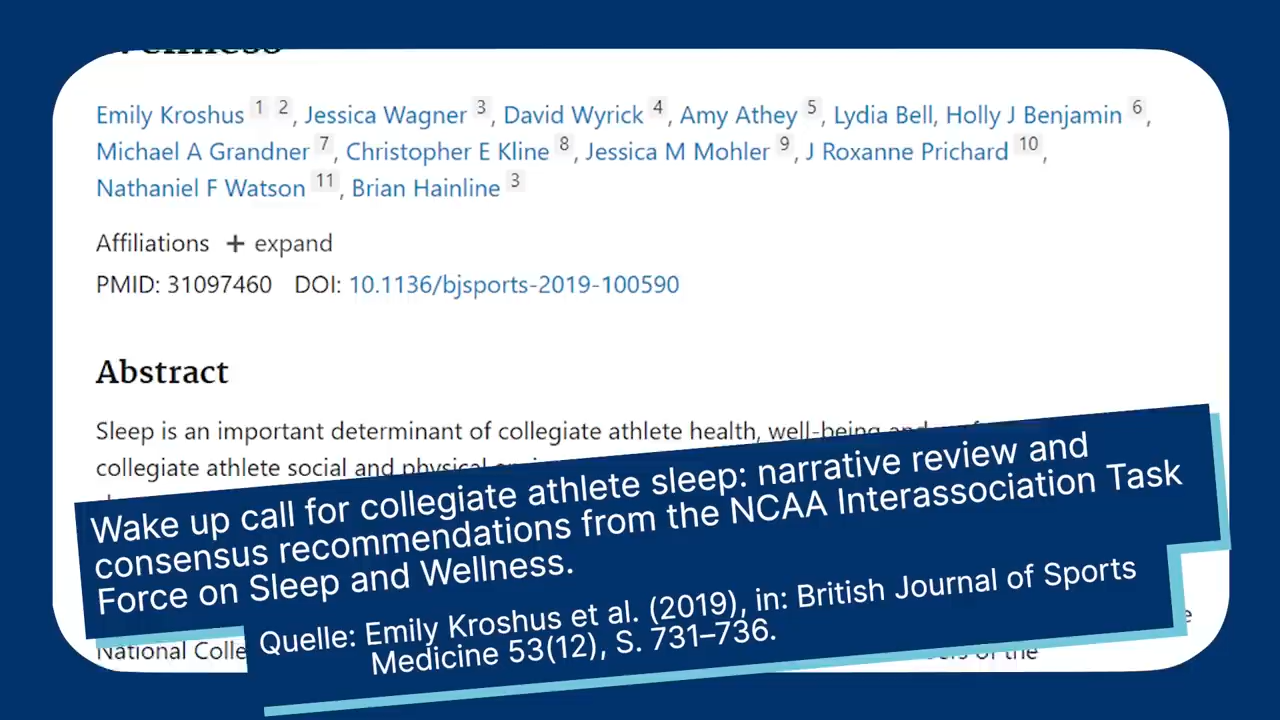 Wellness
Emily Kroshus 1 2, Jessica Wagner 3, David Wyrick 4, Amy Athey 5, Lydia Bell, Holly J Benjamin 6,
Michael A Grandner 7, Christopher E Kline 8, Jessica M Mohler 9, J Roxanne Prichard 10,
Nathaniel F Watson 11, Brian Hainline 3
Affiliations + expand
PMID: 31097460 DOI: 10.1136/bjsports-2019-100590
Abstract
Sleep is an important determinant of collegiate athlete health, well-being and
collegiate athlete social and physical
Wake up call for collegiate athlete sleep: narrative review and
consensus recommendations from the NCAA Interassociation Task
Force on Sleep and Wellness.
Quelle: Emily Kroshus et al. (2019), in: British Journal of Sports
Medicine 53(12), S. 731–736.
National Colle
of the